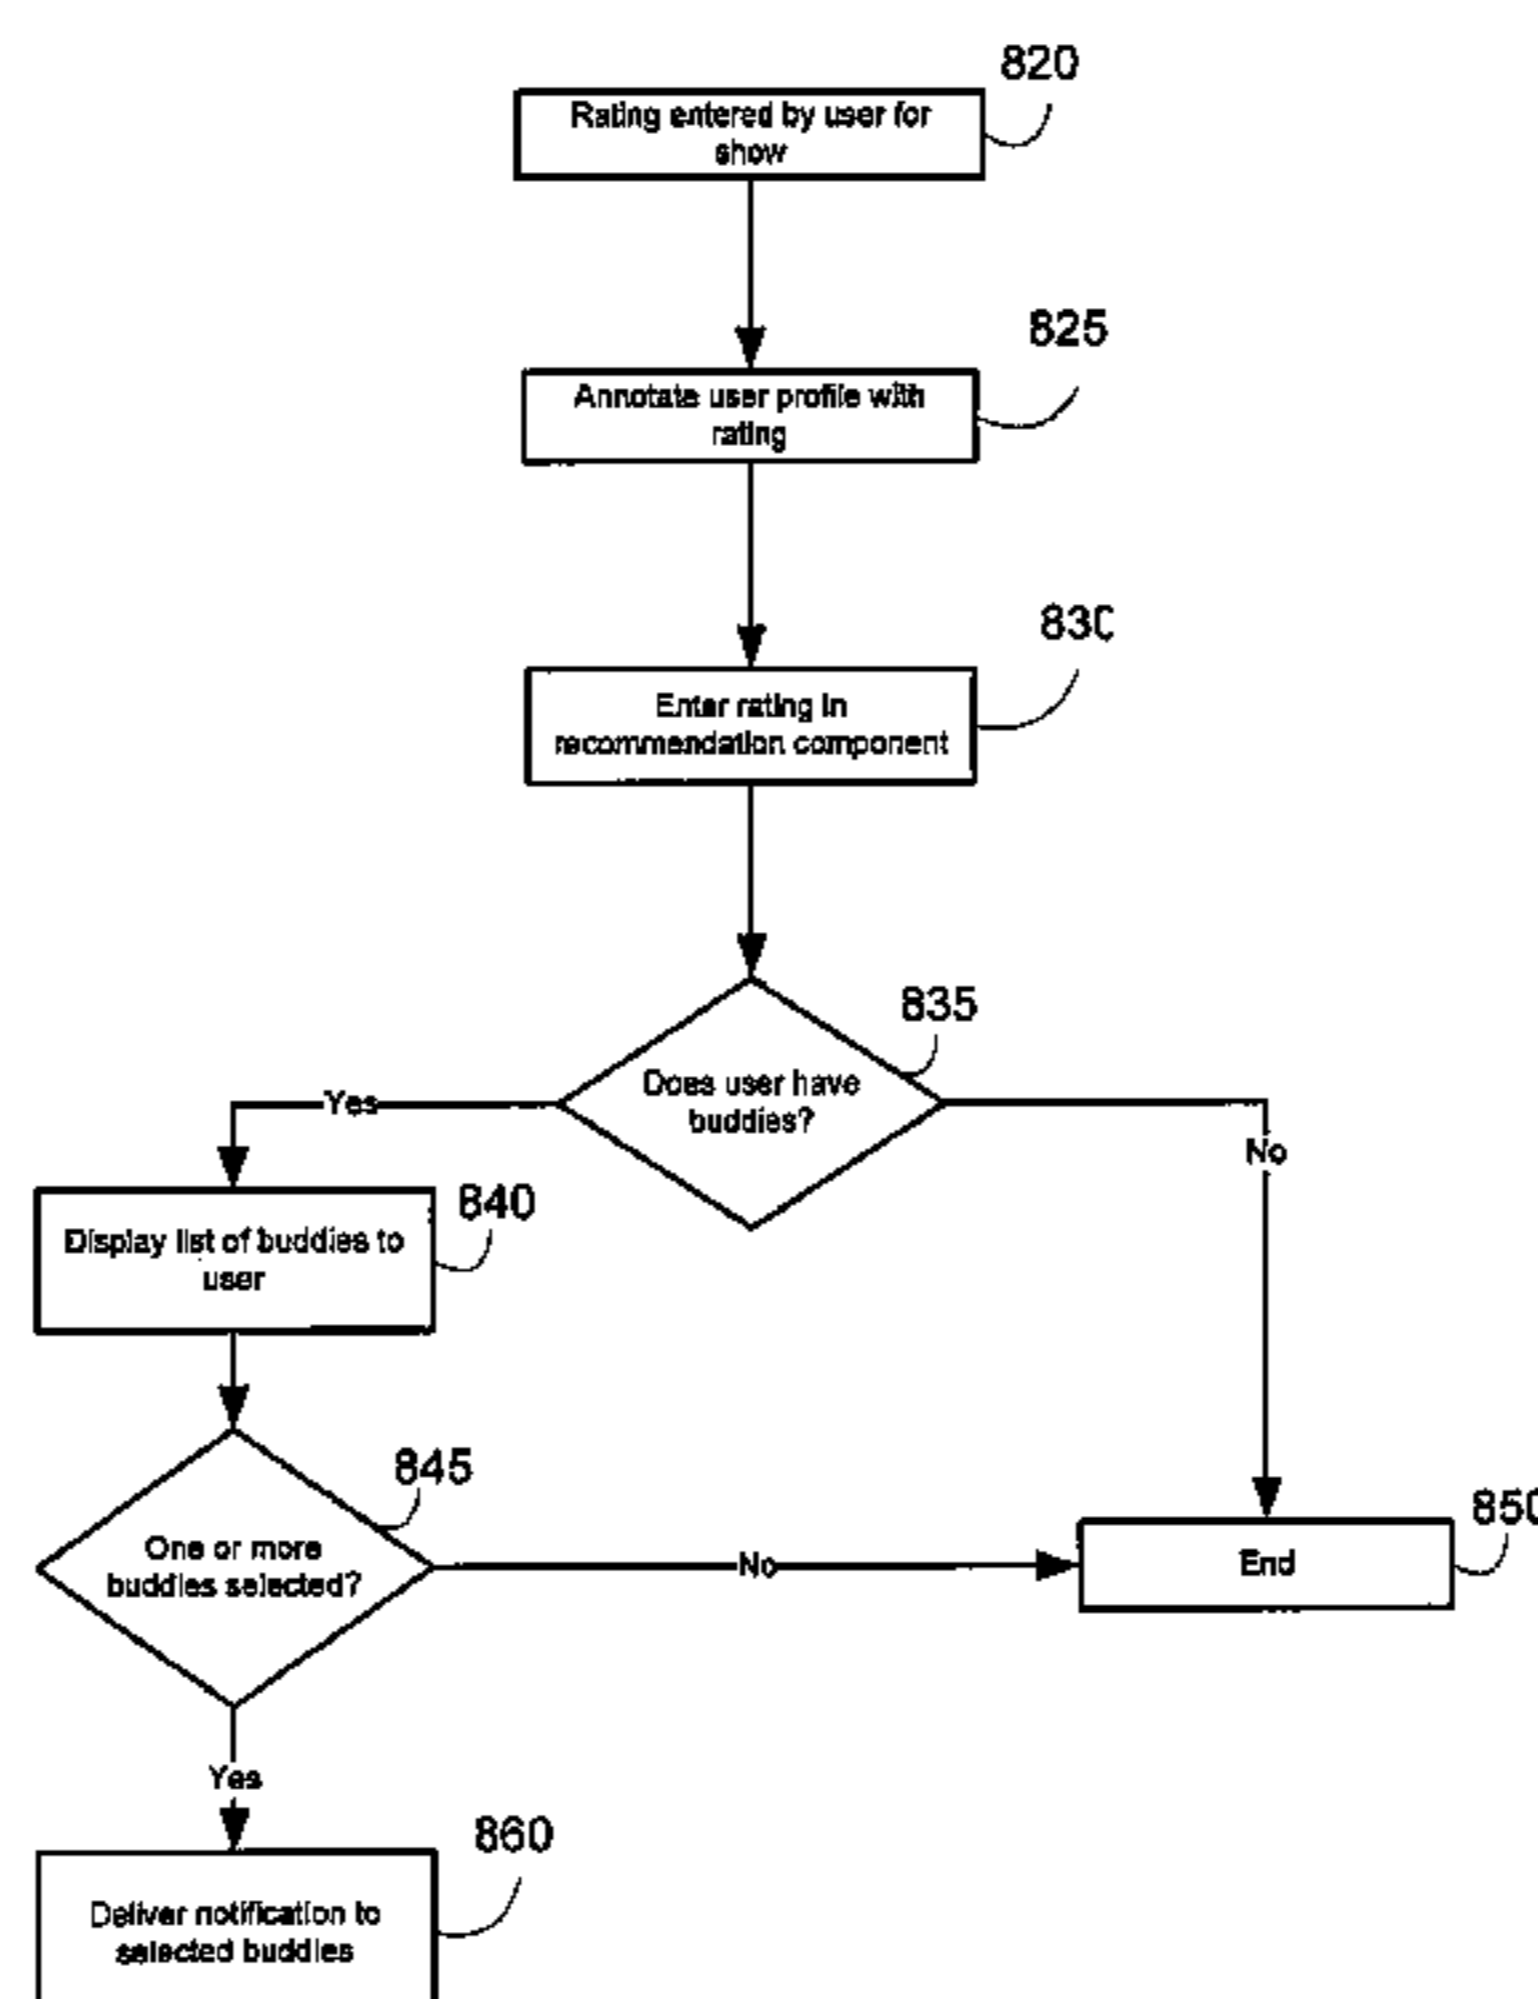 820
Rating entered by user for
show
825
Annotate user profile with
rating
830
Enter rating in
recommendation component
835
Does user have
buddies?
Yes
No
840
Display list of buddies to
user
845
One or more
buddies selected?
No
850
End
Yes
860
Deliver notification to
selected buddies